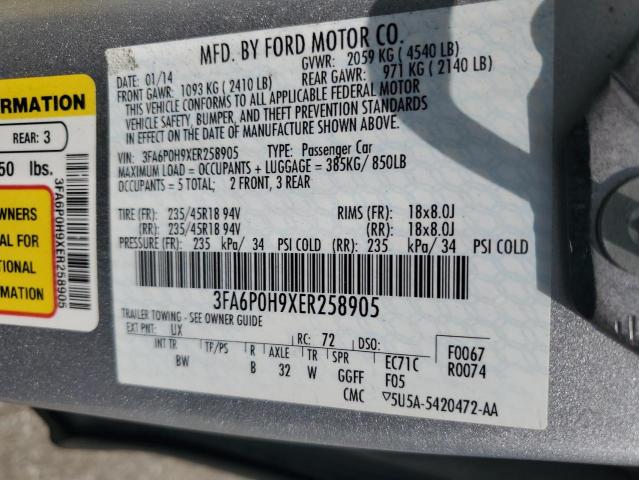 MFD. BY FORD MOTOR CO.
DATE: 01/14 GVWR: 2059 KG (4540 LB)
FRONT GAWR: 1093 KG (2410 LB) REAR GAWR: 971 KG (2140 LB)
THIS VEHICLE CONFORMS TO ALL APPLICABLE FEDERAL MOTOR
VEHICLE SAFETY, BUMPER, AND THEFT PREVENTION STANDARDS
IN EFFECT ON THE DATE OF MANUFACTURE SHOWN ABOVE.
VIN: 3FA6P0H9XER258905 TYPE: Passenger Car
MAXIMUM LOAD = OCCUPANTS + LUGGAGE = 385KG/ 850LB
OCCUPANTS = 5 TOTAL; 2 FRONT, 3 REAR
TIRE (FR): 235/45R18 94V RIMS (FR): 18x8.0J
(RR): 235/45R18 94V (RR): 18x8.0J
PRESSURE (FR): 235 kPa/ 34 PSI COLD (RR): 235 kPa/ 34 PSI COLD
3FA6P0H9XER258905
TRAILER TOWING - SEE OWNER GUIDE
EXT PNT: UX RC: 72 DSO: F0067
INT TR TF/PS R AXLE TR SPR EC71C R0074
BW B 32 W GGFF F05
CMC 5U5A-5420472-AA
ORMATION
REAR: 3
50 lbs.
3FA6P0H9XER258905
WNERS
AL FOR
TIONAL
RMATION